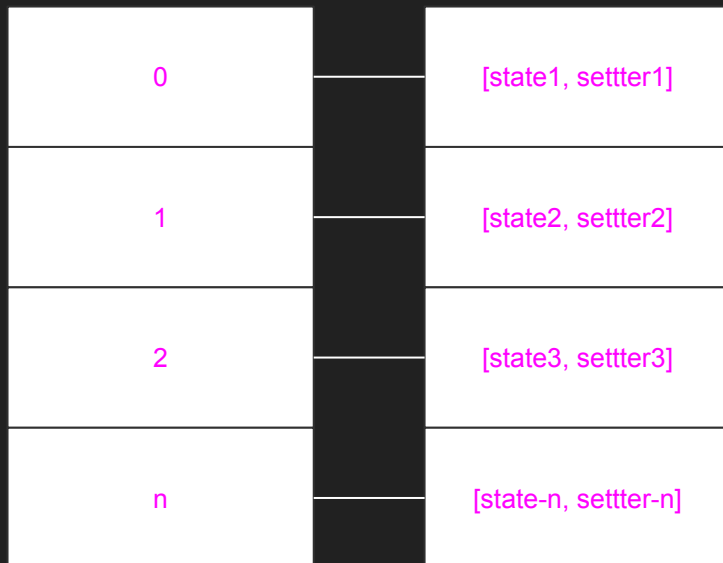 0 [state1, settter1]
1 [state2, settter2]
2 [state3, settter3]
n [state-n, settter-n]